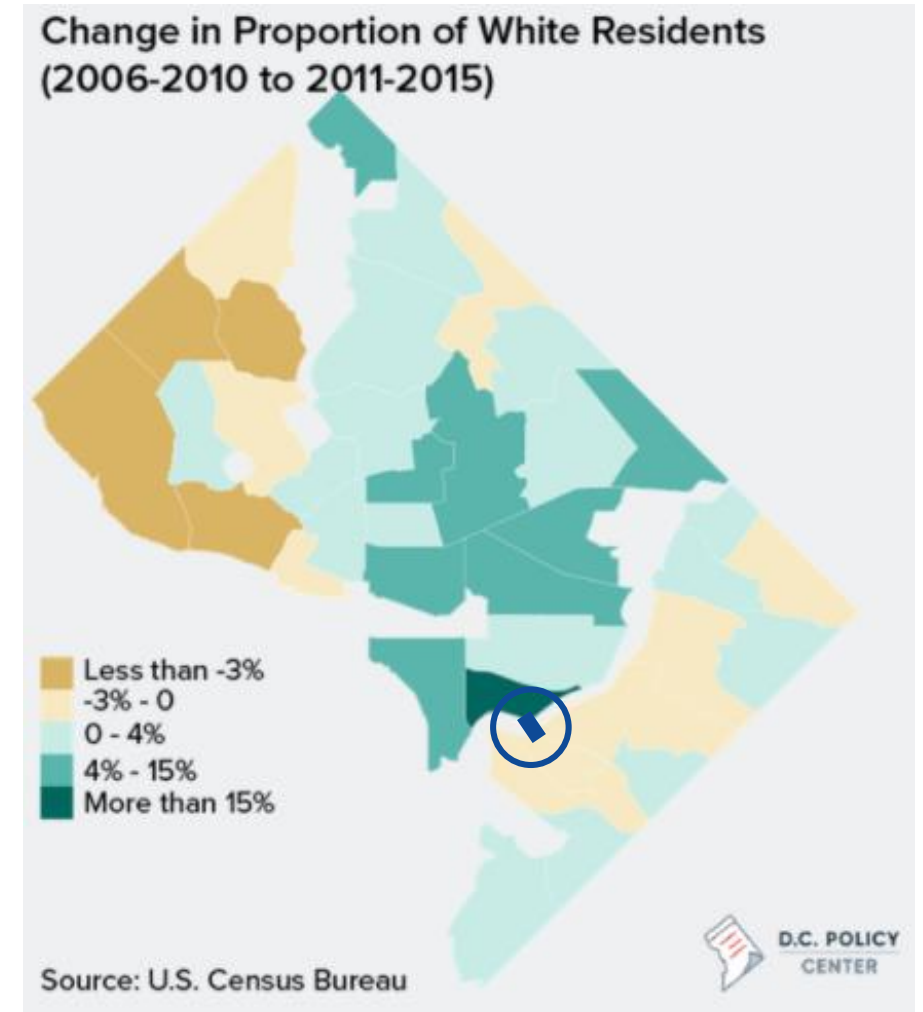 Change in Proportion of White Residents
(2006-2010 to 2011-2015)
Less than -3%
-3% - 0
0 - 4%
4% - 15%
More than 15%
D.C. POLICY
CENTER
Source: U.S. Census Bureau